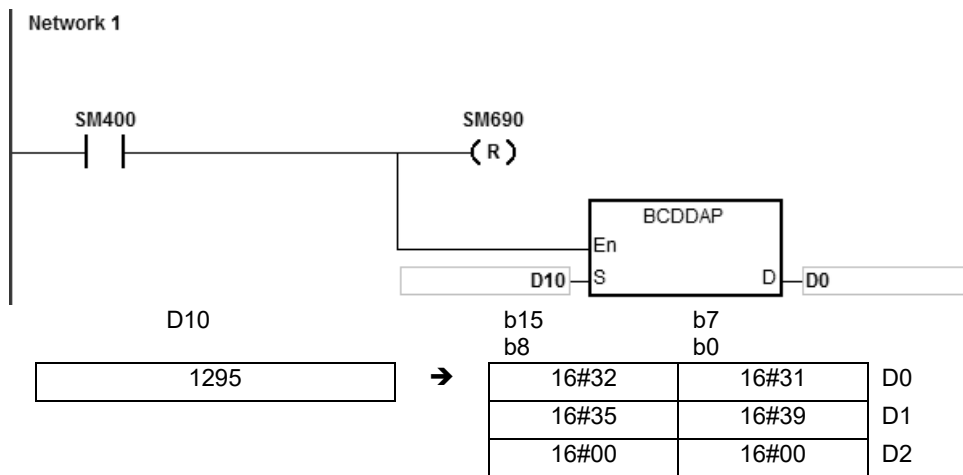 Network 1
SM400
SM690
( R )
BCDDAP
En
D10 S D D0
D10 b15 b7
b8 b0
1295 ➔ 16#32 16#31 D0
16#35 16#39 D1
16#00 16#00 D2